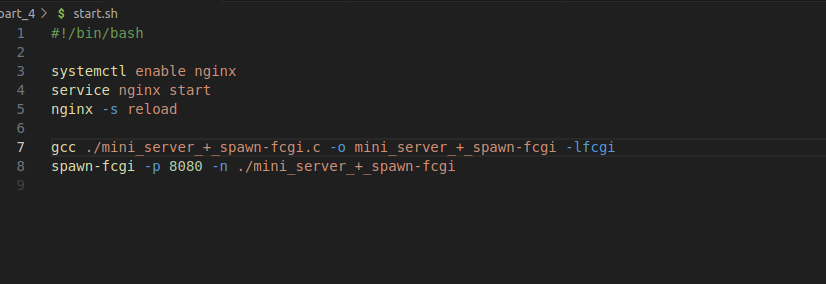 part_4 > $ start.sh
1 #!/bin/bash
2
3 systemctl enable nginx
4 service nginx start
5 nginx -s reload
6
7 gcc ./mini_server_+_spawn-fcgi.c -o mini_server_+_spawn-fcgi -lfcgi
8 spawn-fcgi -p 8080 -n ./mini_server_+_spawn-fcgi
9